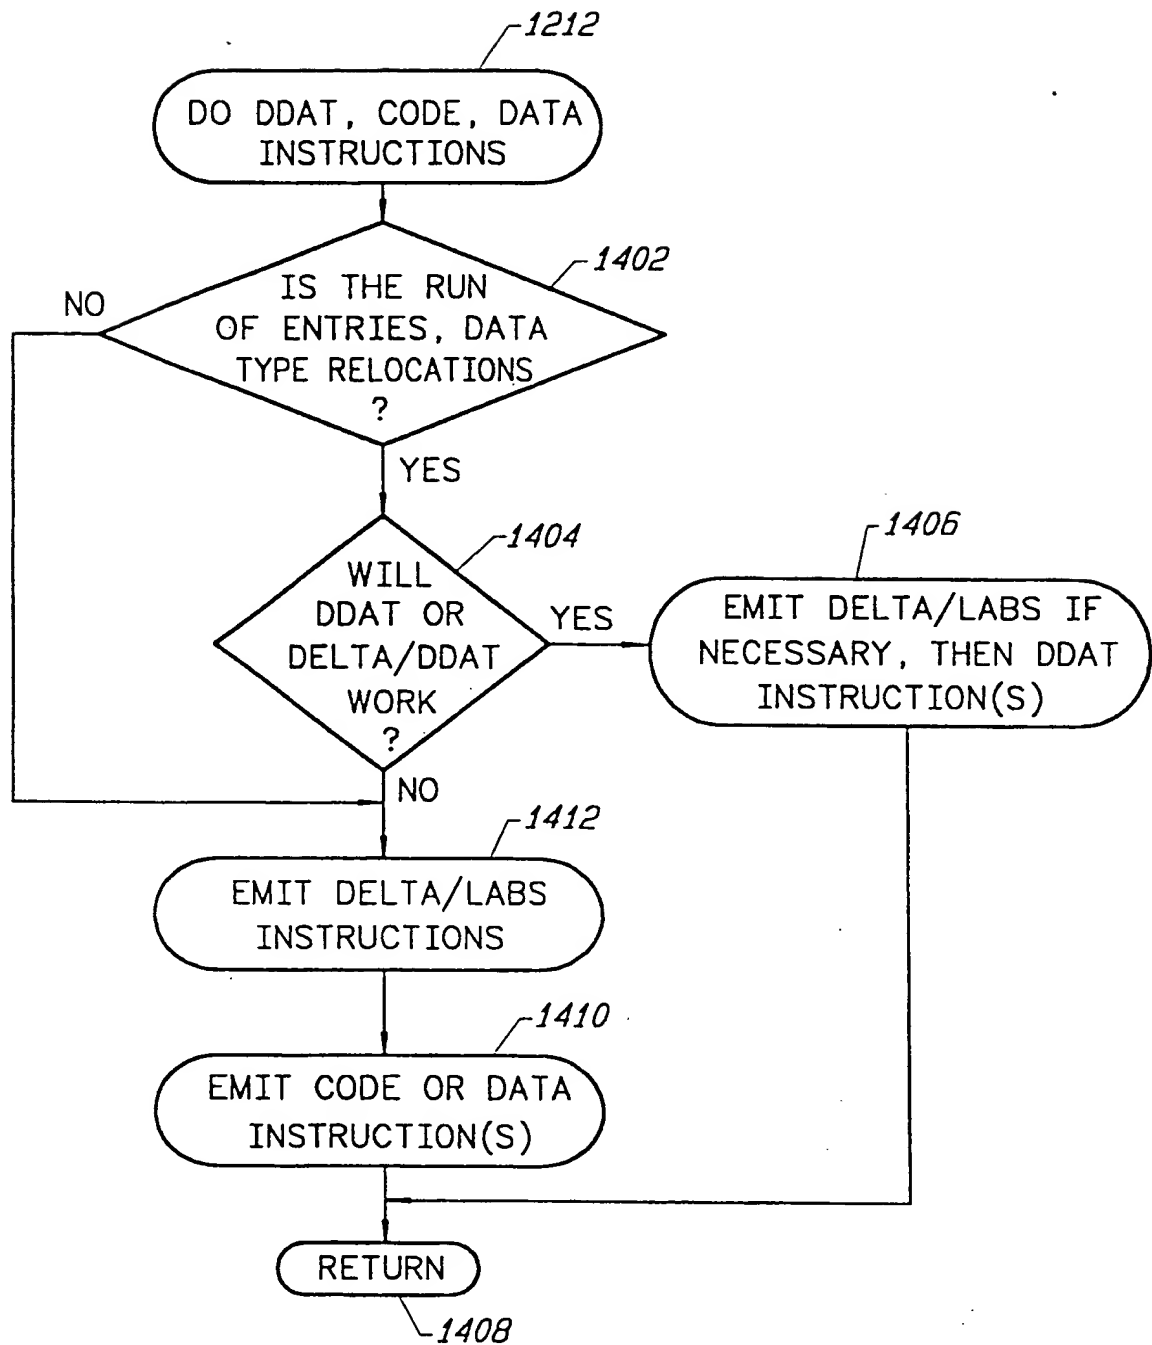 1212
DO DDAT, CODE, DATA
INSTRUCTIONS
1402
NO
IS THE RUN
OF ENTRIES, DATA
TYPE RELOCATIONS
?
YES
1404
1406
WILL
DDAT OR
DELTA/DDAT
WORK
?
YES
EMIT DELTA/LABS IF
NECESSARY, THEN DDAT
INSTRUCTION(S)
NO
1412
EMIT DELTA/LABS
INSTRUCTIONS
1410
EMIT CODE OR DATA
INSTRUCTION(S)
RETURN
1408